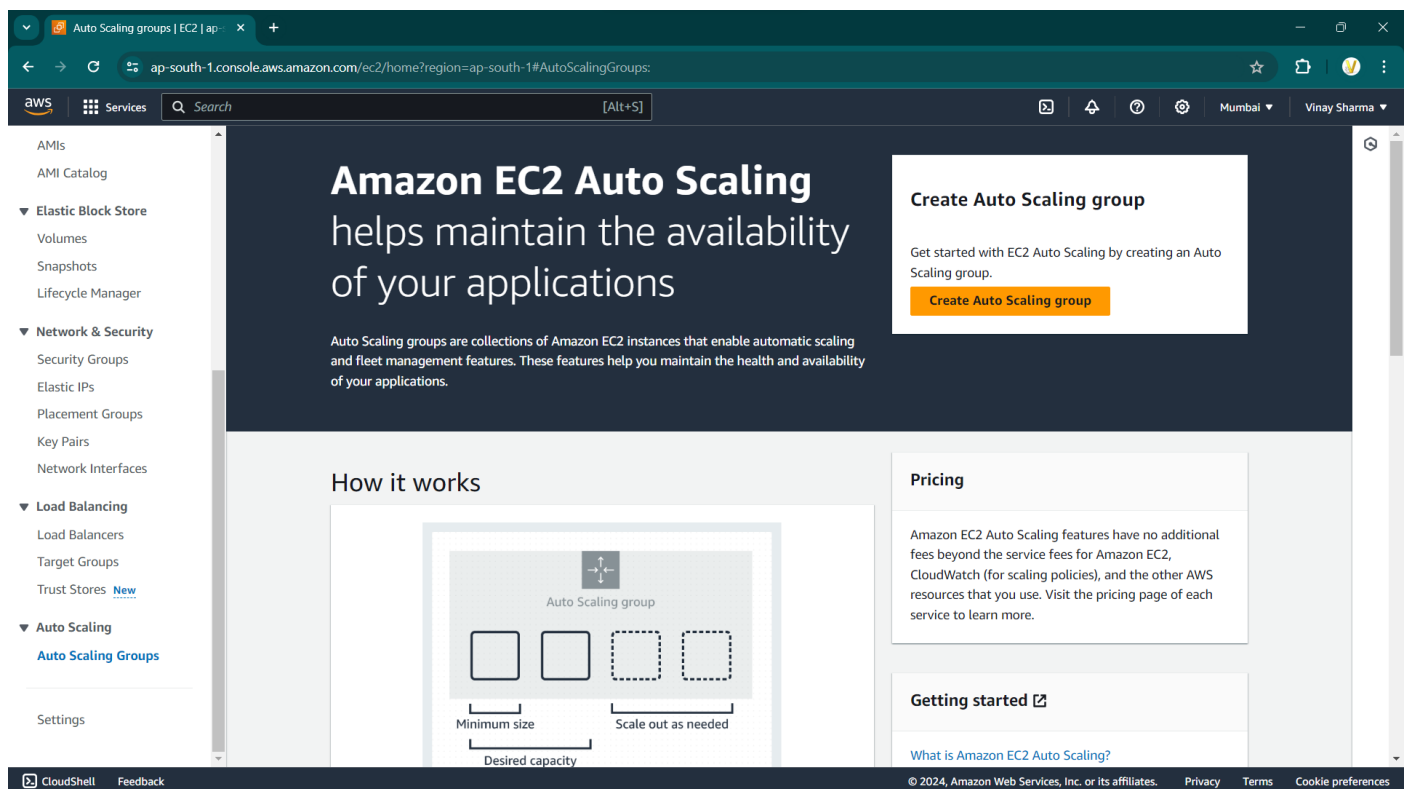 Auto Scaling groups | EC2 | ap-s
ap-south-1.console.aws.amazon.com/ec2/home?region=ap-south-1#AutoScalingGroups:
aws
Services
Search
[Alt+S]
Mumbai
Vinay Sharma
AMIs
AMI Catalog
Elastic Block Store
Volumes
Snapshots
Lifecycle Manager
Network & Security
Security Groups
Elastic IPs
Placement Groups
Key Pairs
Network Interfaces
Load Balancing
Load Balancers
Target Groups
Trust Stores New
Auto Scaling
Auto Scaling Groups
Settings
Amazon EC2 Auto Scaling
helps maintain the availability
of your applications
Auto Scaling groups are collections of Amazon EC2 instances that enable automatic scaling
and fleet management features. These features help you maintain the health and availability
of your applications.
Create Auto Scaling group
Get started with EC2 Auto Scaling by creating an Auto
Scaling group.
Create Auto Scaling group
How it works
Auto Scaling group
Minimum size
Scale out as needed
Desired capacity
Pricing
Amazon EC2 Auto Scaling features have no additional
fees beyond the service fees for Amazon EC2,
CloudWatch (for scaling policies), and the other AWS
resources that you use. Visit the pricing page of each
service to learn more.
Getting started
What is Amazon EC2 Auto Scaling?
CloudShell
Feedback
© 2024, Amazon Web Services, Inc. or its affiliates.
Privacy
Terms
Cookie preferences